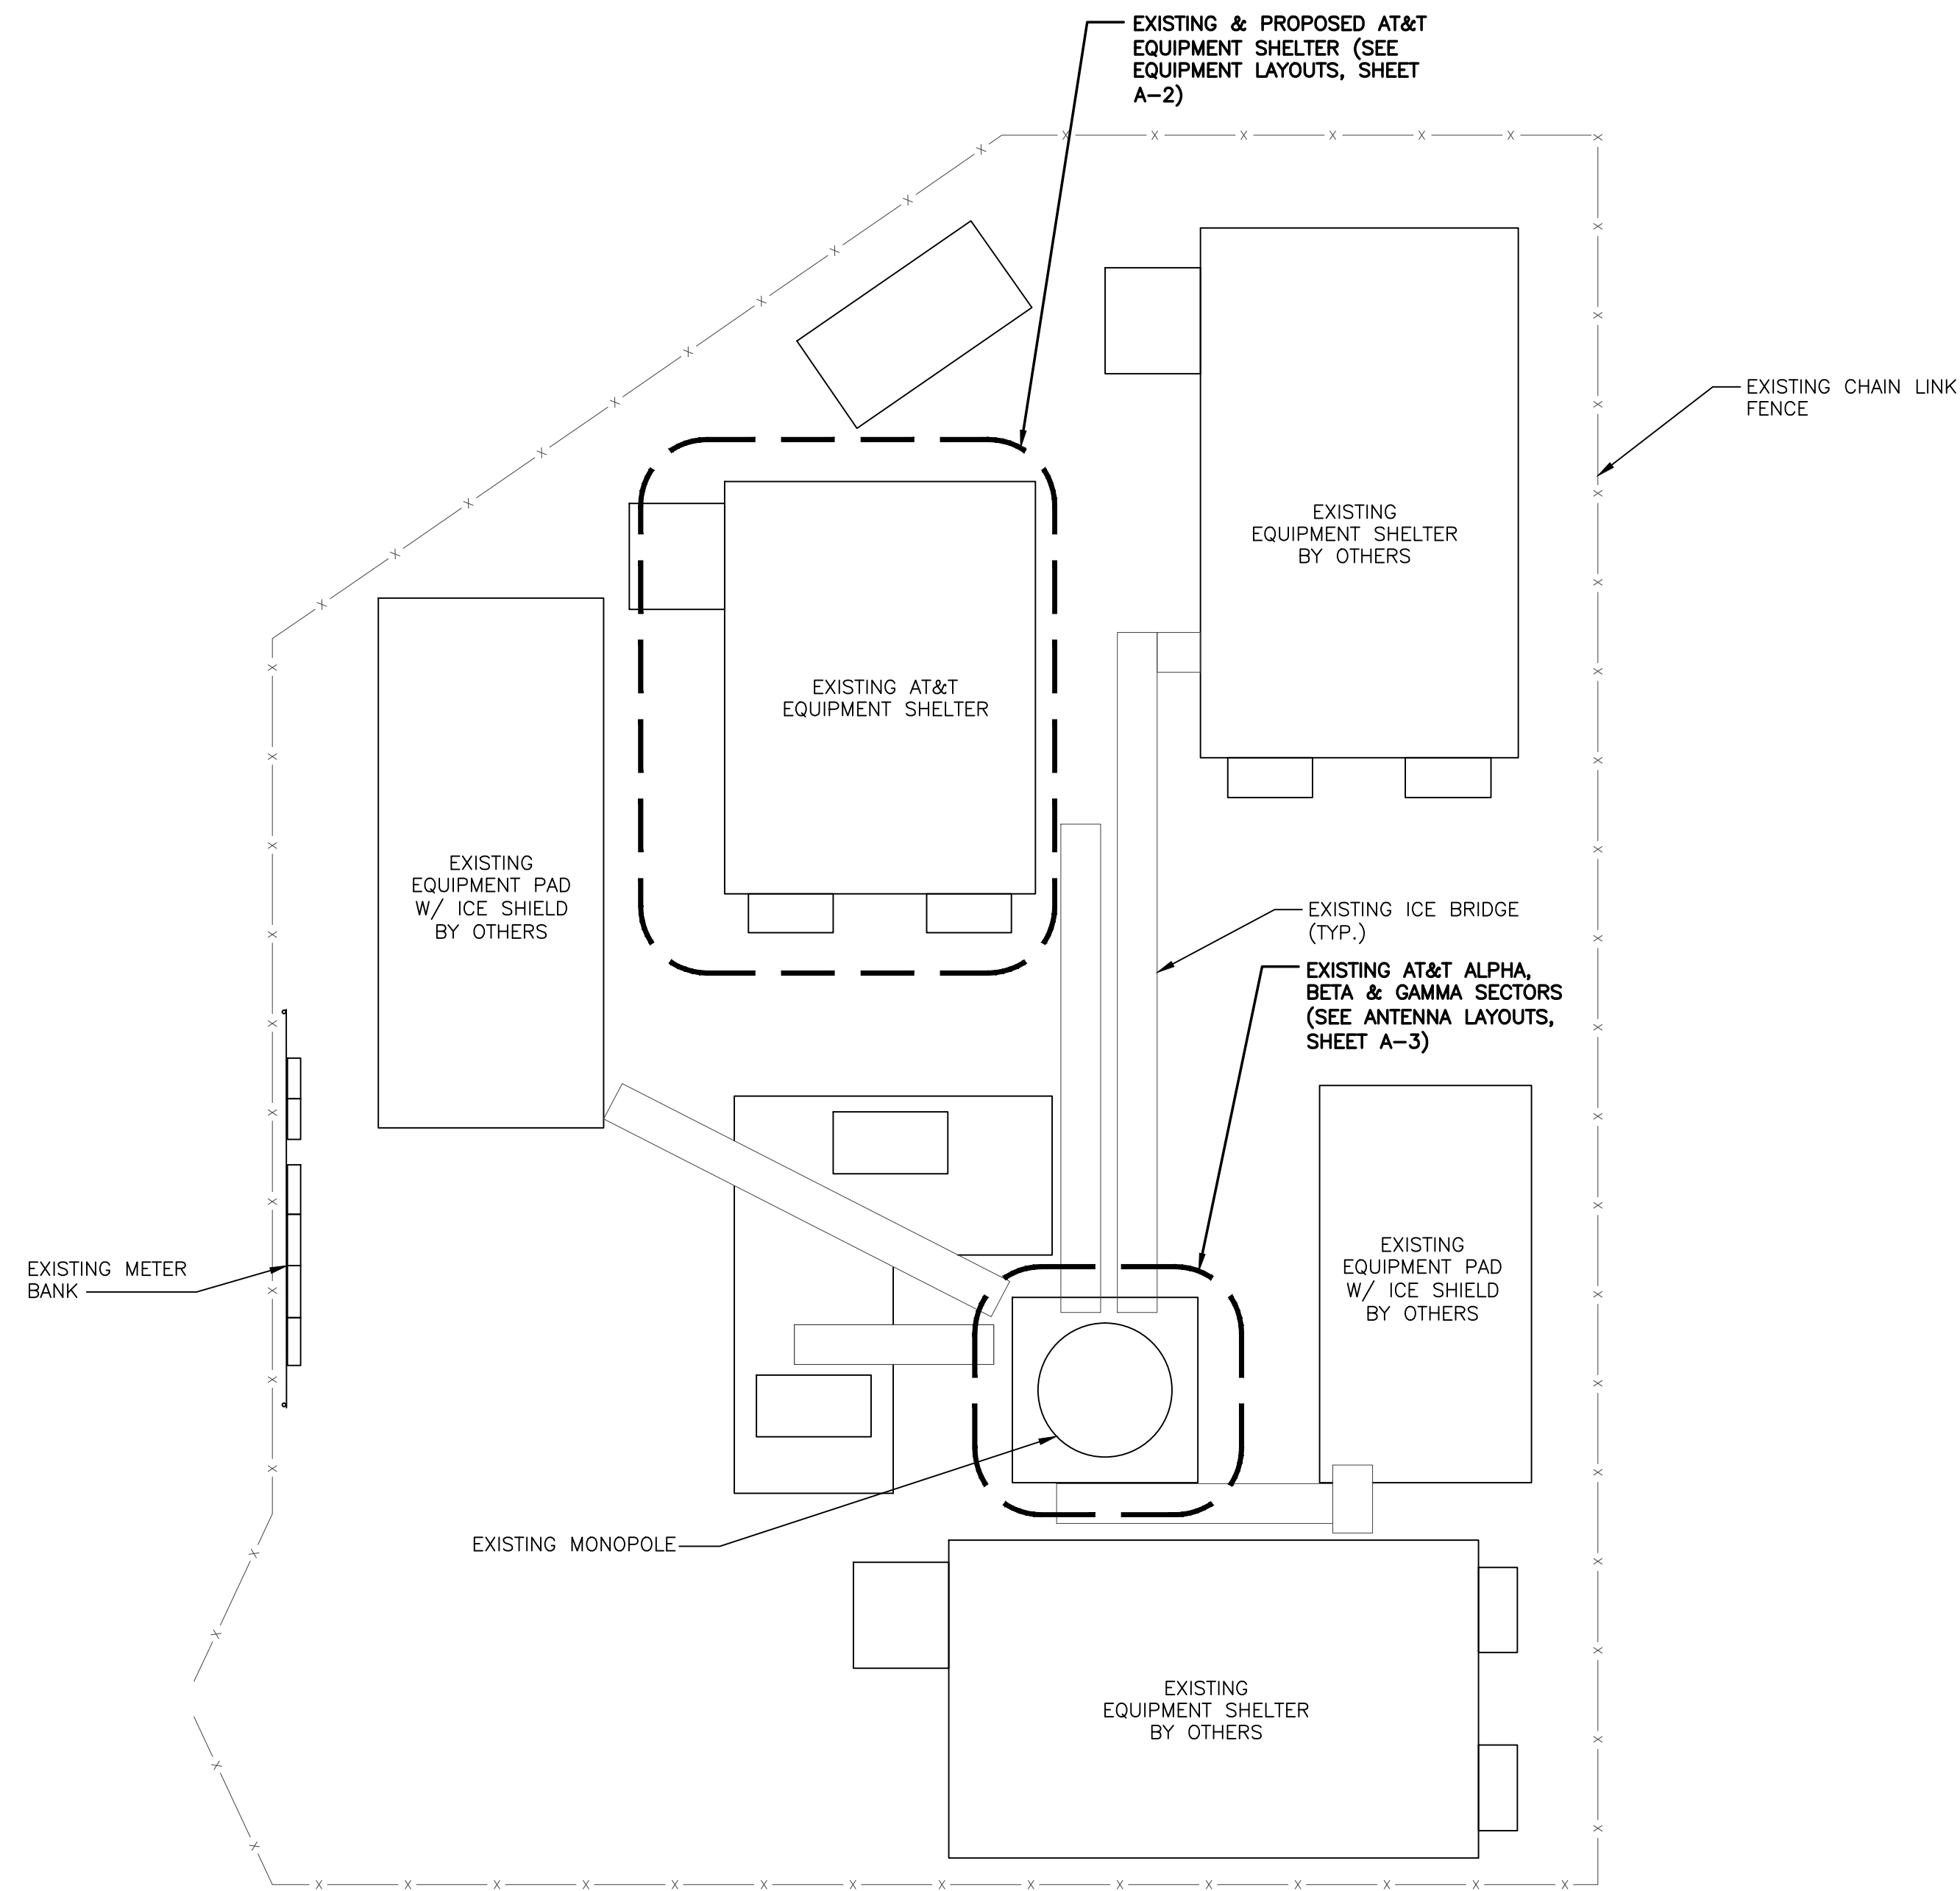 EXISTING & PROPOSED AT&T
EQUIPMENT SHELTER (SEE
EQUIPMENT LAYOUTS, SHEET
A-2)
EXISTING CHAIN LINK
FENCE
EXISTING
EQUIPMENT SHELTER
BY OTHERS
EXISTING AT&T
EQUIPMENT SHELTER
EXISTING
EQUIPMENT PAD
W/ ICE SHIELD
BY OTHERS
EXISTING ICE BRIDGE
(TYP.)
EXISTING AT&T ALPHA,
BETA & GAMMA SECTORS
(SEE ANTENNA LAYOUTS,
SHEET A-3)
EXISTING
EQUIPMENT PAD
W/ ICE SHIELD
BY OTHERS
EXISTING METER
BANK
EXISTING MONOPOLE
EXISTING
EQUIPMENT SHELTER
BY OTHERS